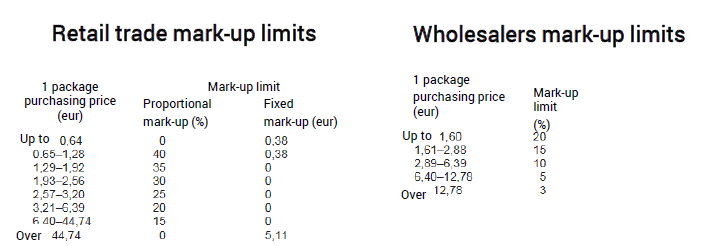 Retail trade mark-up limits
1 package
purchasing price
(eur)
Mark-up limit
Proportional
mark-up (%)
Fixed
mark-up (eur)
Up to 0,64 0 0,38
0.65–1,28 40 0,38
1,29–1,92 35 0
1,93–2,56 30 0
2,57–3,20 25 0
3,21–6,39 20 0
6 40–44,74 15 0
Over 44,74 0 5,11
Wholesalers mark-up limits
1 package
purchasing price
(eur)
Mark-up
limit
(%)
Up to 1,60 20
1,61–2,88 15
2,89–6,39 10
6,40–12,78 5
Over 12,78 3